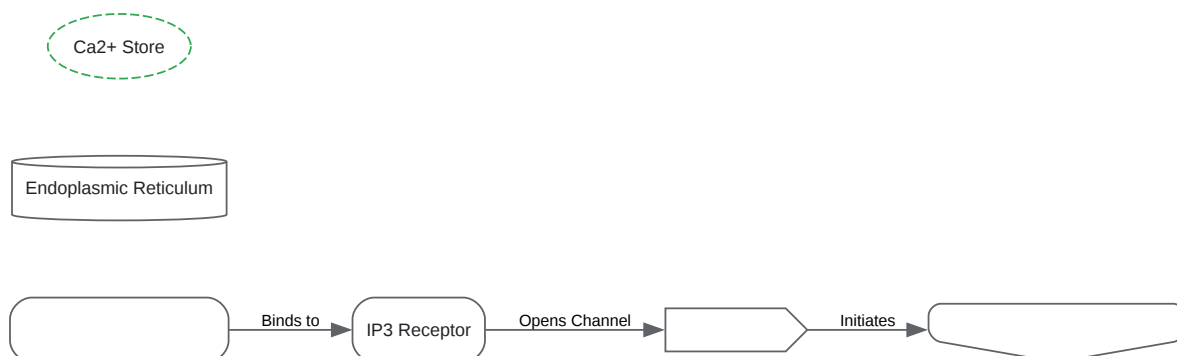 Ca2+ Store
Endoplasmic Reticulum
Binds to
IP3 Receptor
Opens Channel
Initiates